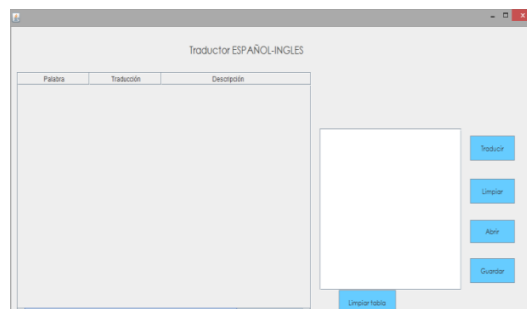 Traductor ESPAÑOL-INGLES
Palabra Traducción Descripción
Traducir
Limpiar
Abrir
Guardar
Limpiar tabla